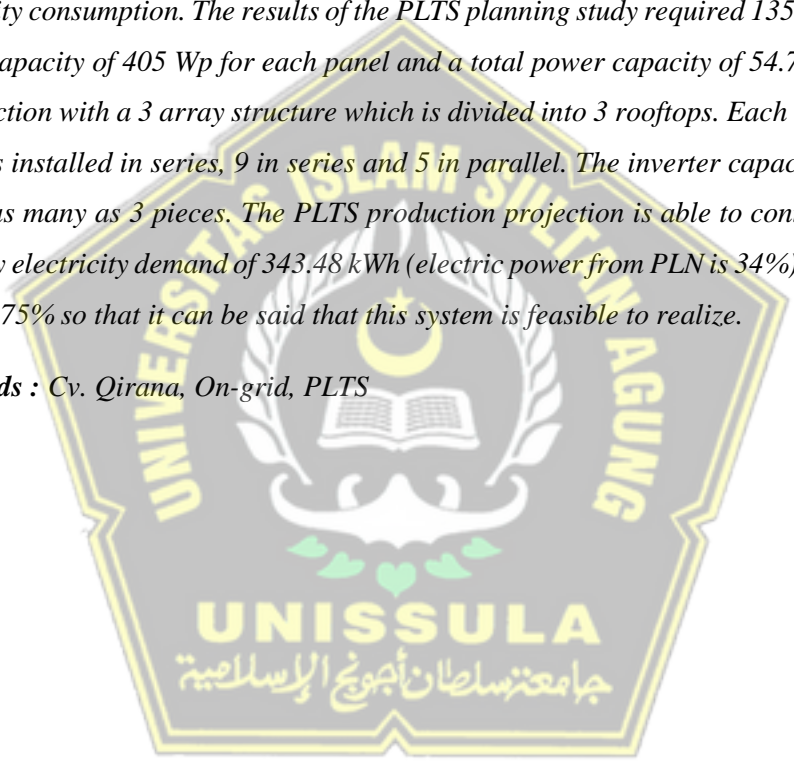 ity consumption. The results of the PLTS planning study required 135
apacity of 405 Wp for each panel and a total power capacity of 54.7
ction with a 3 array structure which is divided into 3 rooftops. Each
s installed in series, 9 in series and 5 in parallel. The inverter capac
as many as 3 pieces. The PLTS production projection is able to con
y electricity demand of 343.48 kWh (electric power from PLN is 34%)
75% so that it can be said that this system is feasible to realize.
ds : Cv. Qirana, On-grid, PLTS
UNIVERSITAS ISLAM SULTAN AGUNG
UNISSULA
جامعتنسلطان أجونج الإسلامية